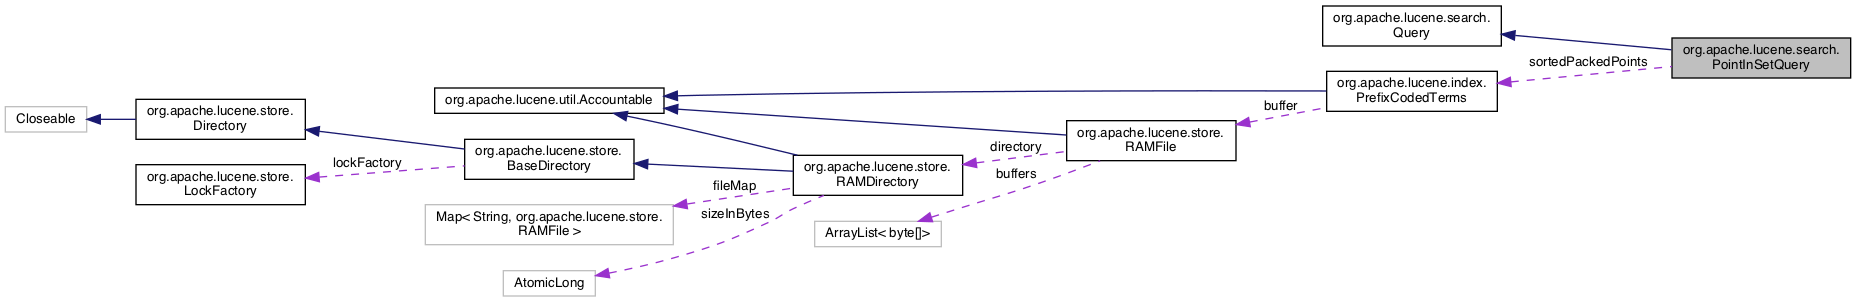 org.apache.lucene.search.
Query
org.apache.lucene.search.
PointInSetQuery
sortedPackedPoints
org.apache.lucene.index.
PrefixCodedTerms
org.apache.lucene.util.Accountable
buffer
Closeable
org.apache.lucene.store.
Directory
org.apache.lucene.store.
RAMFile
org.apache.lucene.store.
BaseDirectory
directory
lockFactory
org.apache.lucene.store.
RAMDirectory
buffers
org.apache.lucene.store.
LockFactory
fileMap
sizeInBytes
Map< String, org.apache.lucene.store.
RAMFile >
ArrayList< byte[]>
AtomicLong